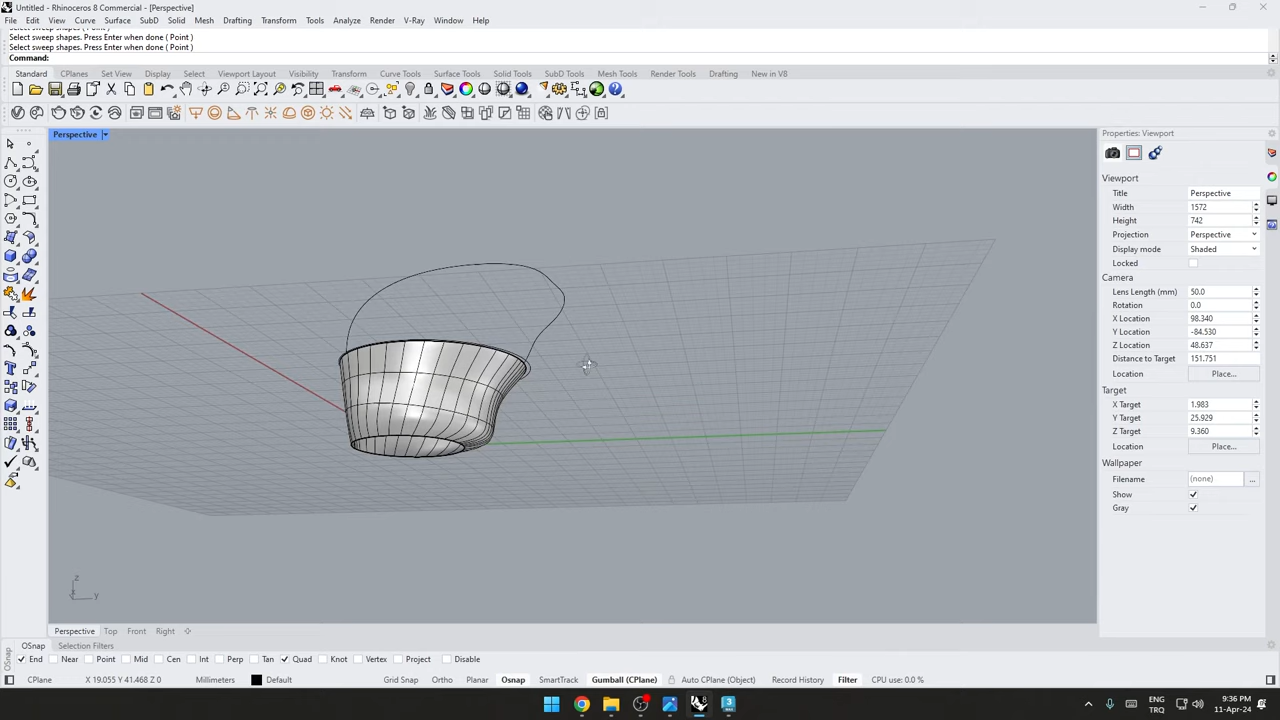 Untitled - Rhinoceros 8 Commercial - [Perspective]
File Edit View Curve Surface SubD Solid Mesh Drafting Transform Tools Analyze Render Panels V-Ray Window Help
Select sweep shapes. Press Enter when done ( Point )
Select sweep shapes. Press Enter when done ( Point )
Command:
Standard CPlanes Set View Display Select Viewport Layout Visibility Transform Curve Tools Surface Tools Solid Tools SubD Tools Mesh Tools Render Tools Drafting New in V8
Perspective
Properties: Viewport
Viewport
Title Perspective
Width 1572
Height 742
Projection Perspective
Display mode Shaded
Locked
Camera
Lens Length (mm) 50.0
Rotation 0.0
X Location 98.340
Y Location -84.530
Z Location 48.637
Distance to Target 151.751
Location Place...
Target
X Target 1.983
Y Target 25.929
Z Target 9.360
Location Place...
Wallpaper
Filename (none) ...
Show
Gray
z
y
Perspective Top Front Right
OSnap Selection Filters
OSnap
End Near Point Mid Cen Int Perp Tan Quad Knot Vertex Project Disable
CPlane X 19.055 Y 41.468 Z 0 Millimeters Default Grid Snap Ortho Planar Osnap SmartTrack Gumball (CPlane) Auto CPlane (Object) Record History Filter CPU use: 0.0 %
ENG
TRQ
9:36 PM
11-Apr-24